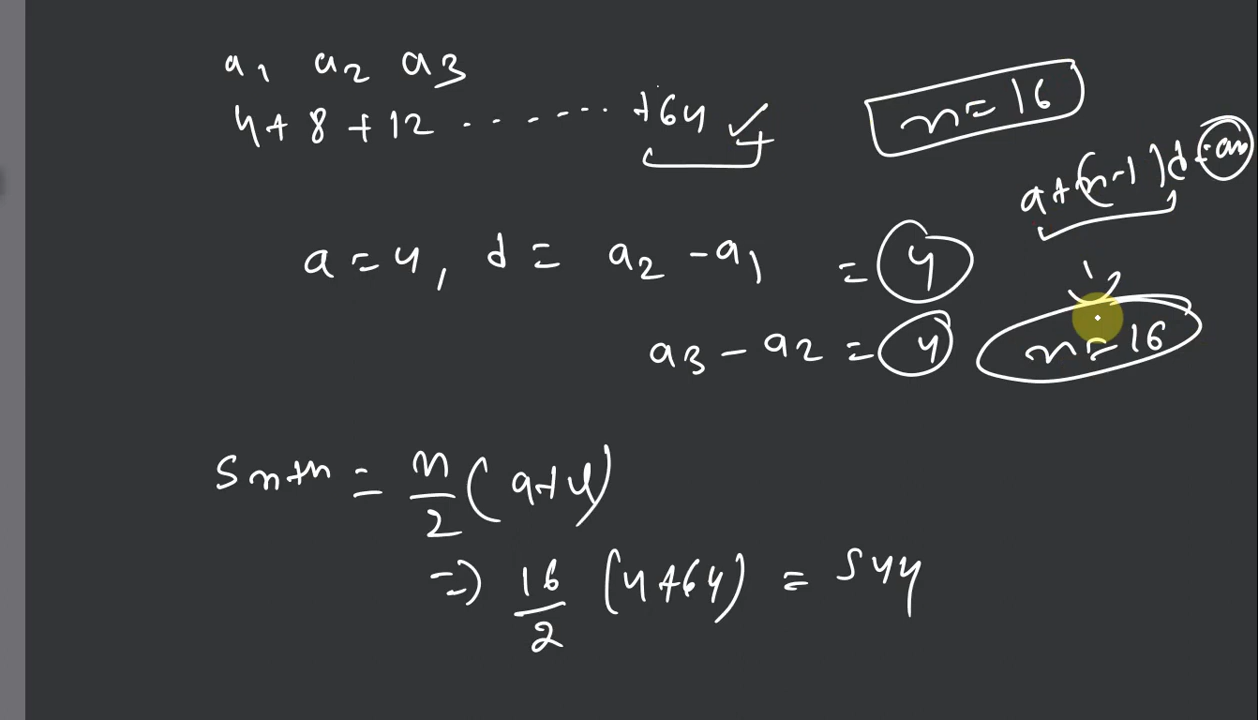 a1 a2 a3
4+ 8 + 12 ....... +64 ✓
n=16
a+(n-1)d = an
a=4, d = a2 - a1 = 4
a3 - a2 = 4
n=16
Snth = n/2 (a+l)
=) 16/2 (4+64) = 544